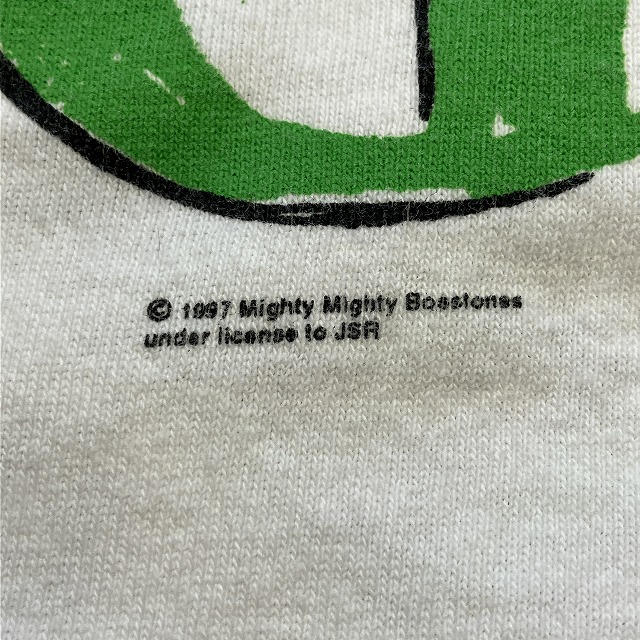 © 1997 Mighty Mighty Bosstones
under license to JSR